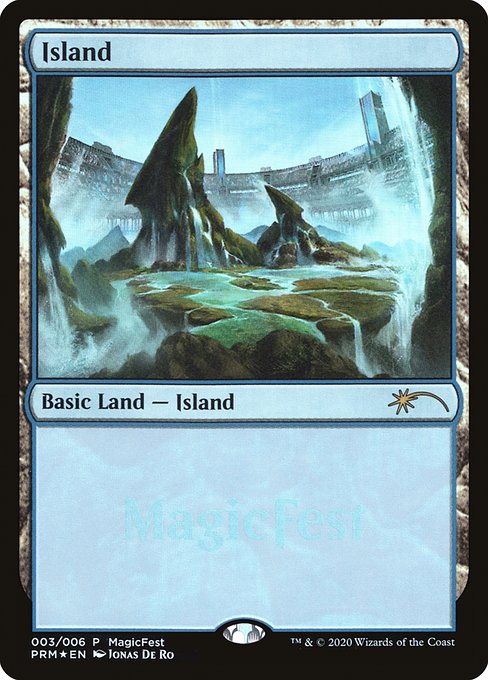 Island
Basic Land — Island
MagicFest
003/006 P MagicFest
PRM★EN Jonas De Ro
™ & © 2020 Wizards of the Coast